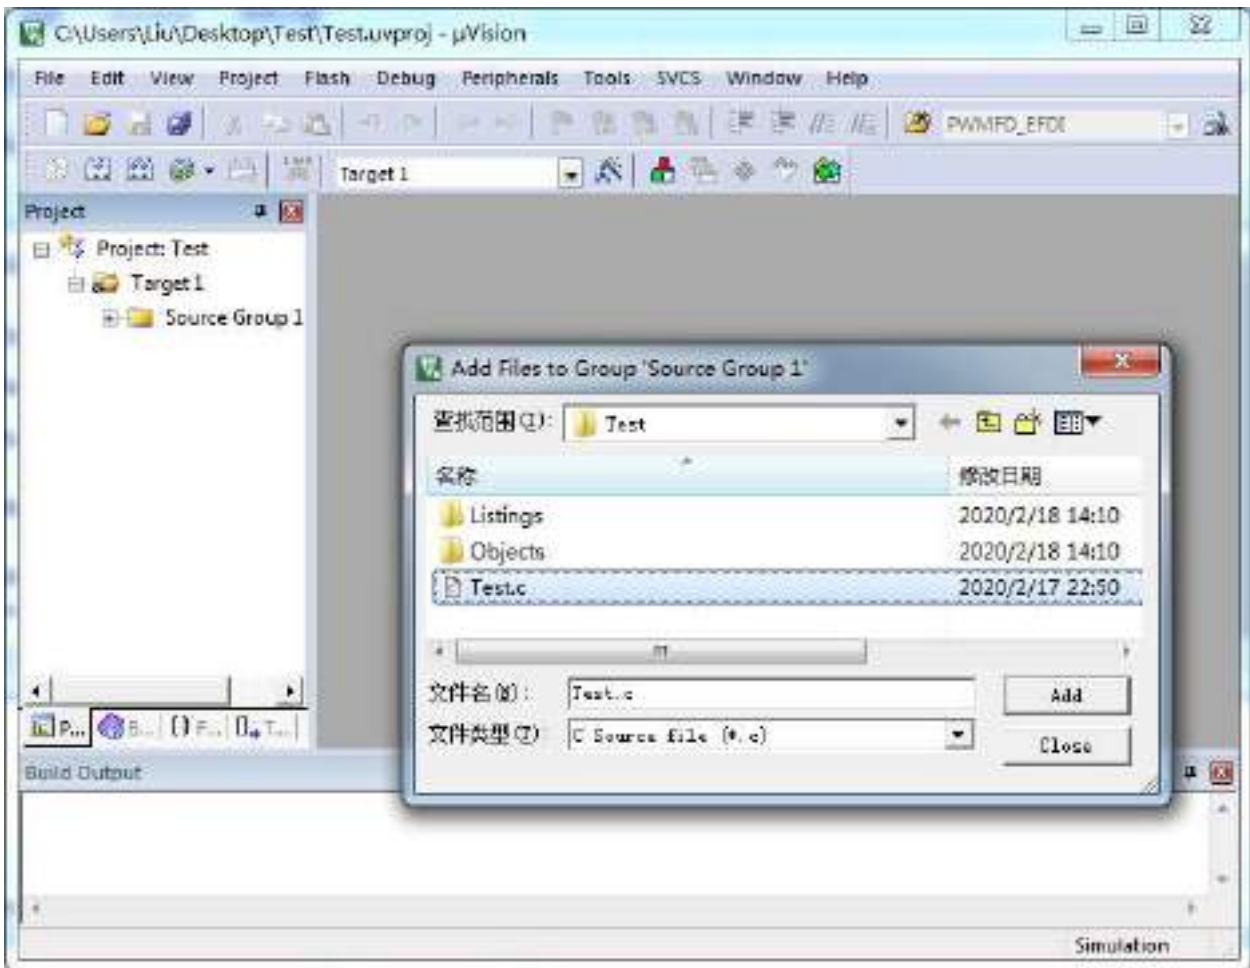 C:\Users\Liu\Desktop\Test\Test.uvproj - µVision
File Edit View Project Flash Debug Peripherals Tools SVCS Window Help
PWMFD_EFDI
Target 1
Project
Project: Test
Target 1
Source Group 1
Add Files to Group 'Source Group 1'
查找范围(I): Test
名称 修改日期
Listings 2020/2/18 14:10
Objects 2020/2/18 14:10
Test.c 2020/2/17 22:50
文件名(N): Test.c Add
文件类型(T): C Source file (*.c) Close
P... B... {} F... 0→ T...
Build Output
Simulation